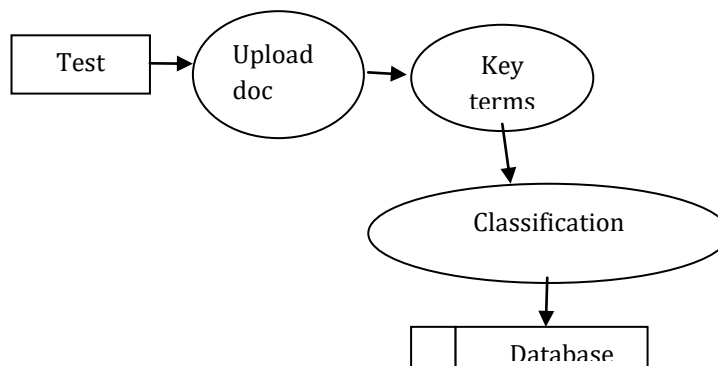 Test
Upload
doc
Key
terms
Classification
Database